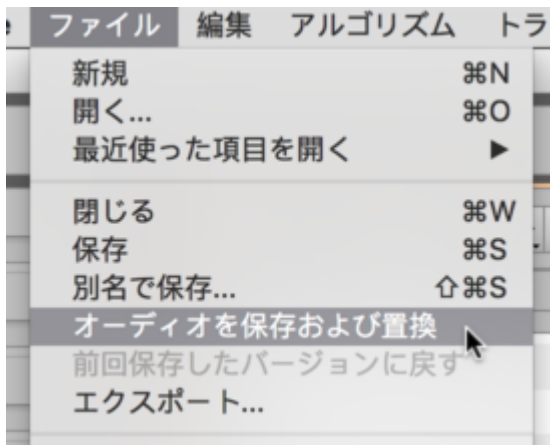 ファイル 編集 アルゴリズム トラ
新規 ⌘N
開く... ⌘O
最近使った項目を開く ▶
閉じる ⌘W
保存 ⌘S
別名で保存... ⇧⌘S
オーディオを保存および置換
前回保存したバージョンに戻す
エクスポート...